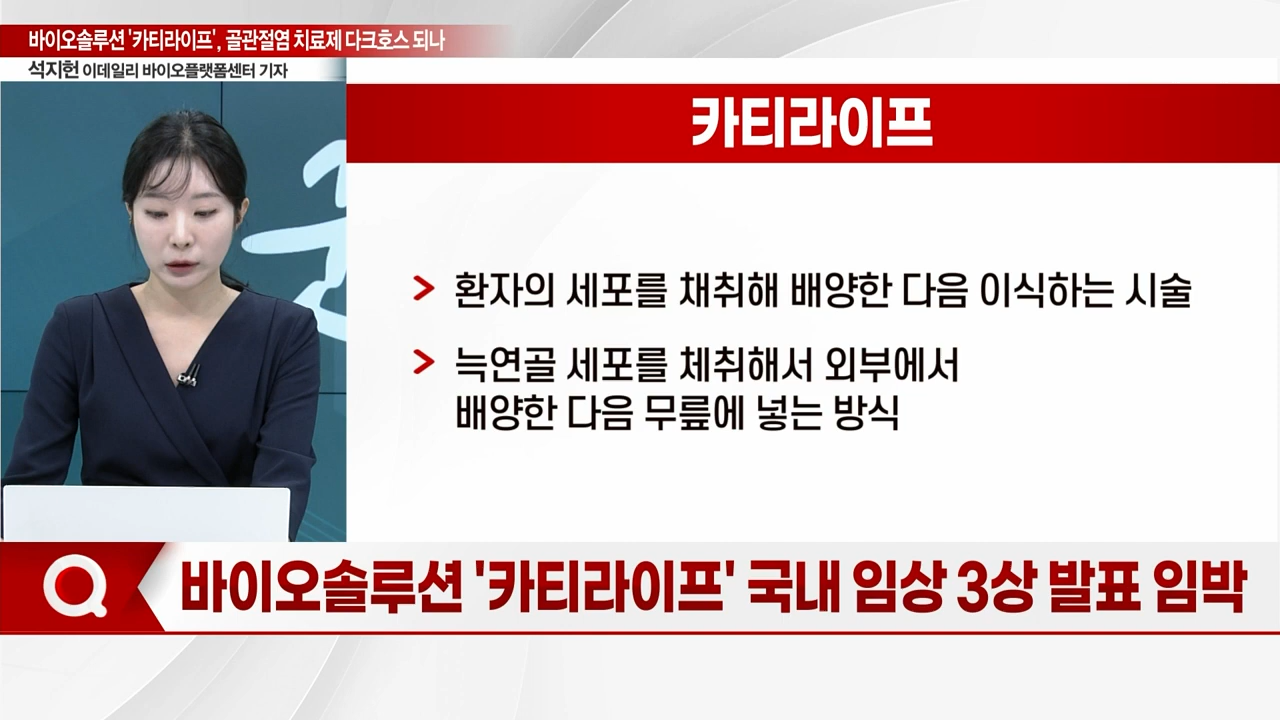 바이오솔루션 '카티라이프', 골관절염 치료제 다크호스 되나
석지헌 이데일리 바이오플랫폼센터 기자
카티라이프
> 환자의 세포를 채취해 배양한 다음 이식하는 시술
> 늑연골 세포를 체취해서 외부에서
배양한 다음 무릎에 넣는 방식
Q 바이오솔루션 '카티라이프' 국내 임상 3상 발표 임박